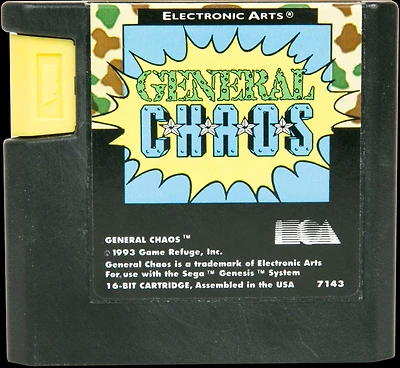 ELECTRONIC ARTS®
GENERAL
CHAOS
EA
GENERAL CHAOS™
© 1993 Game Refuge, Inc.
General Chaos is a trademark of Electronic Arts
For use with the Sega™ Genesis™ System
16-BIT CARTRIDGE, Assembled in the USA 7143